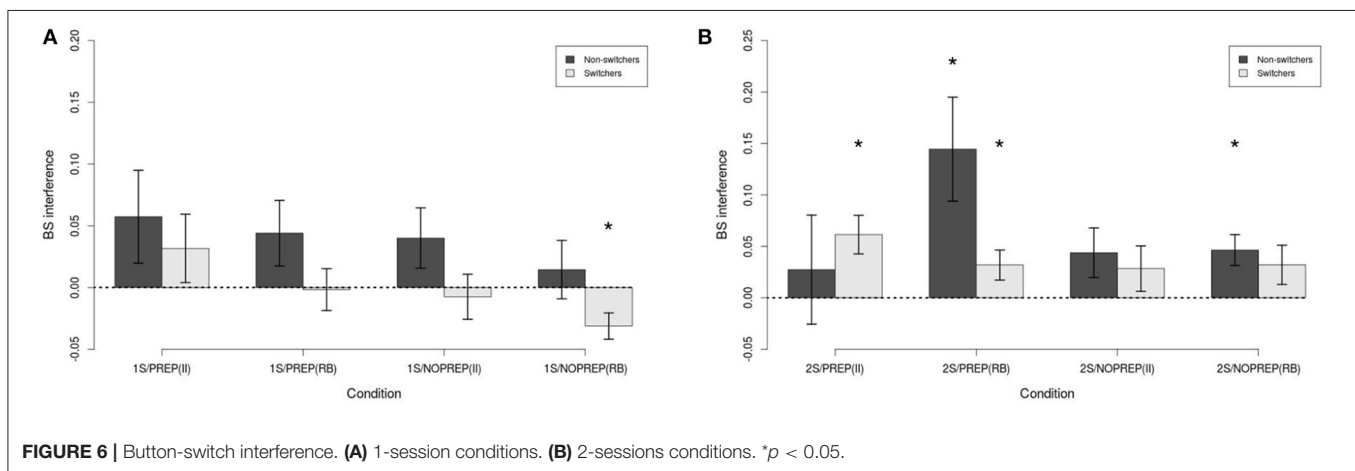 A
0.20
0.15
0.10
0.05
0.00
-0.05
BS interference
Non-switchers
Switchers
*
1S/PREP(II)
1S/PREP(RB)
1S/NOPREP(II)
1S/NOPREP(RB)
Condition
B
0.25
0.20
0.15
0.10
0.05
0.00
-0.05
BS interference
Non-switchers
Switchers
*
*
*
*
2S/PREP(II)
2S/PREP(RB)
2S/NOPREP(II)
2S/NOPREP(RB)
Condition
FIGURE 6 | Button-switch interference. (A) 1-session conditions. (B) 2-sessions conditions. *p < 0.05.